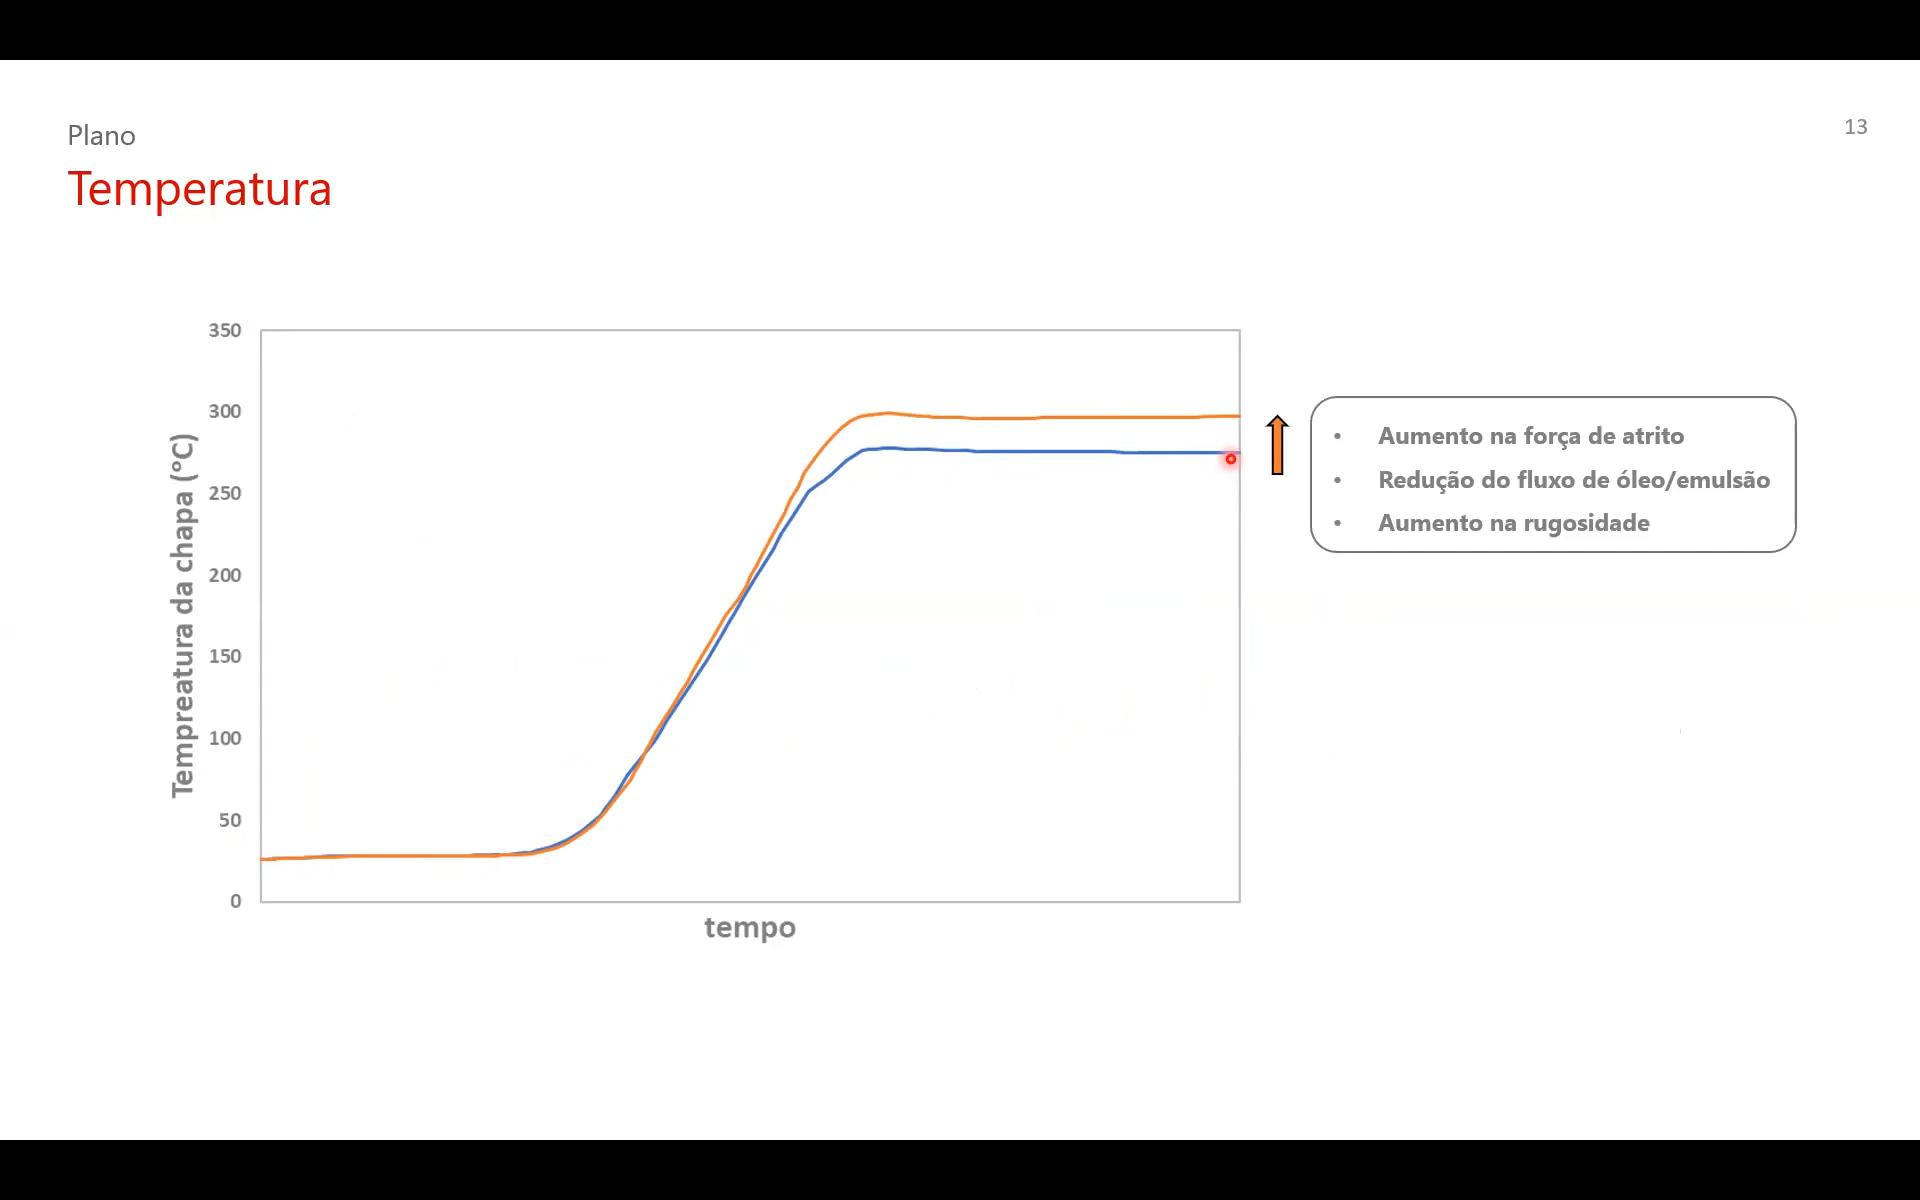 Plano
13
Temperatura
350
300
250
200
150
100
50
0
Tempreatura da chapa (°C)
tempo
• Aumento na força de atrito
• Redução do fluxo de óleo/emulsão
• Aumento na rugosidade